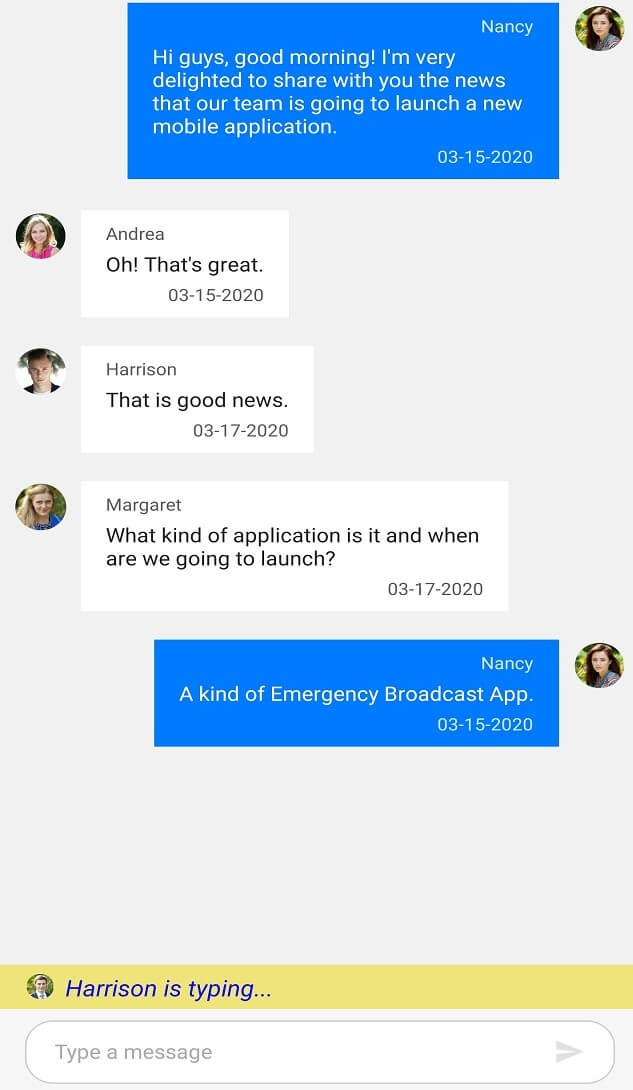 Nancy
Hi guys, good morning! I'm very
delighted to share with you the news
that our team is going to launch a new
mobile application.
03-15-2020
Andrea
Oh! That's great.
03-15-2020
Harrison
That is good news.
03-17-2020
Margaret
What kind of application is it and when
are we going to launch?
03-17-2020
Nancy
A kind of Emergency Broadcast App.
03-15-2020
Harrison is typing...
Type a message